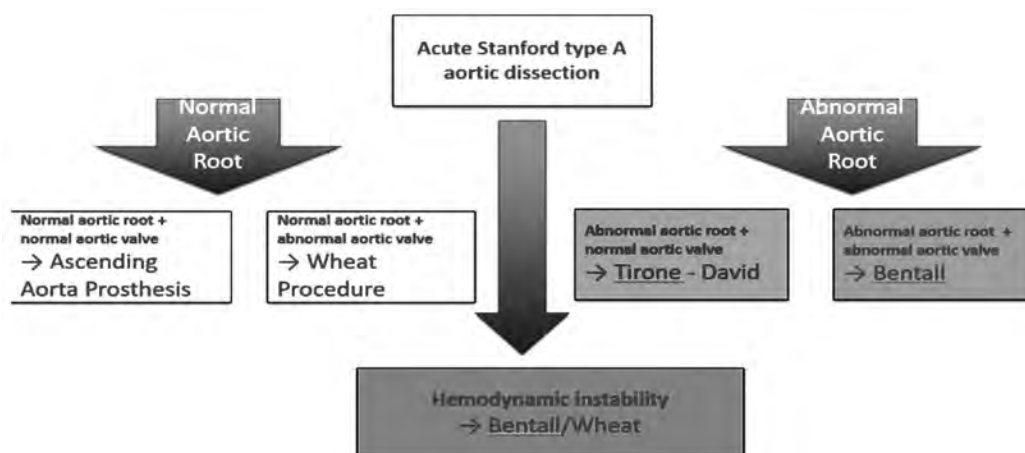 Acute Stanford type A
aortic dissection
Normal
Aortic
Root
Abnormal
Aortic
Root
Normal aortic root +
normal aortic valve
→ Ascending
Aorta Prosthesis
Normal aortic root +
abnormal aortic valve
→ Wheat
Procedure
Abnormal aortic root +
normal aortic valve
→ Tirone - David
Abnormal aortic root +
abnormal aortic valve
→ Bentall
Hemodynamic instability
→ Bentall/Wheat